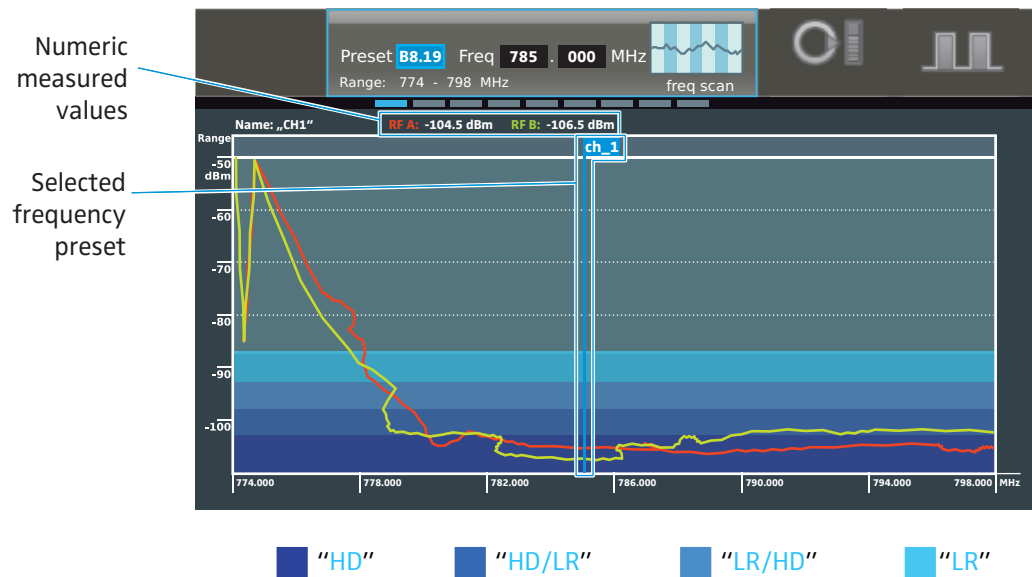 Numeric
measured
values
Selected
frequency
preset
Preset B8.19 Freq 785 . 000 MHz
Range: 774 - 798 MHz
freq scan
Name: „CH1“ RF A: -104.5 dBm RF B: -106.5 dBm
Range
ch_1
-50
dBm
-60
-70
-80
-90
-100
774.000 778.000 782.000 786.000 790.000 794.000 798.000 MHz
“HD” “HD/LR” “LR/HD” “LR”